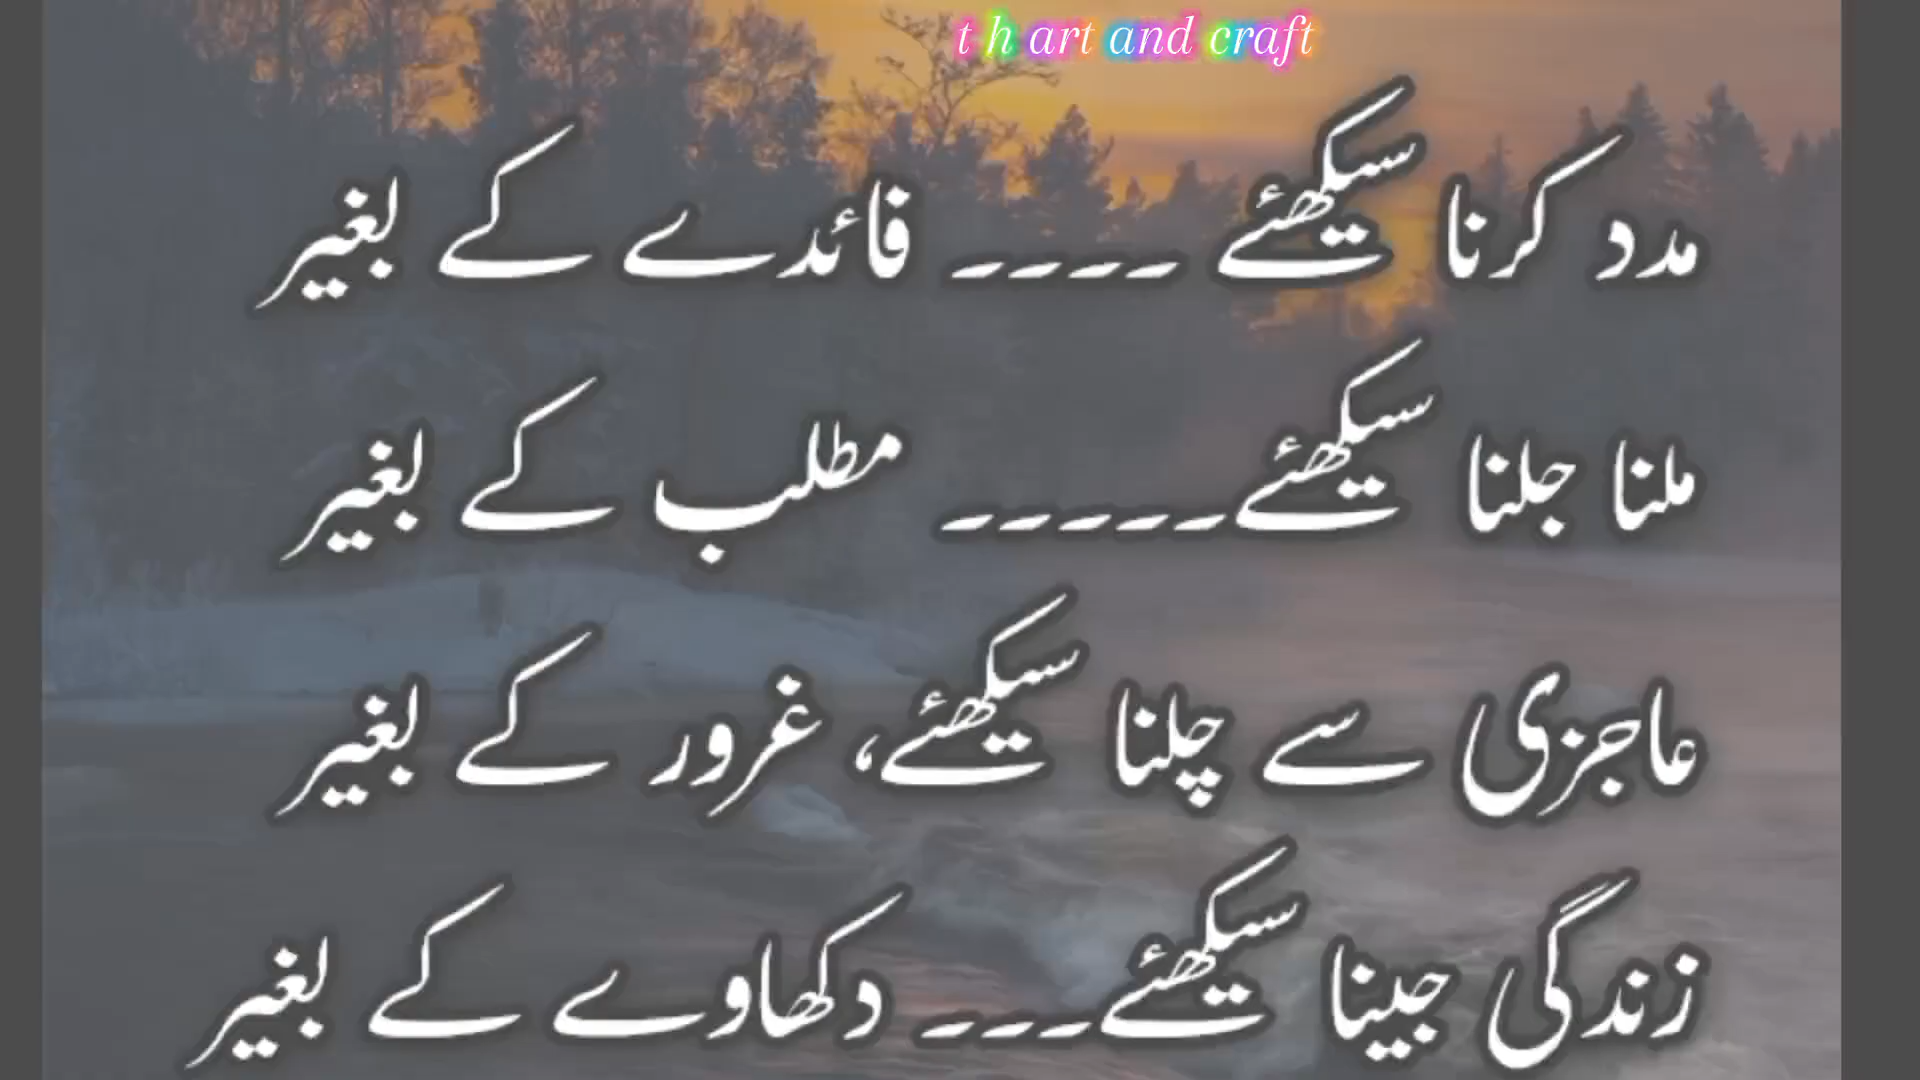 t h art and craft
مدد کرنا سیکھئے ۔۔۔۔ فائدے کے بغیر
ملنا جلنا سیکھئے۔۔۔۔۔ مطلب کے بغیر
عاجزی سے چلنا سیکھئے، غرور کے بغیر
زندگی جینا سیکھئے۔۔۔ دکھاوے کے بغیر